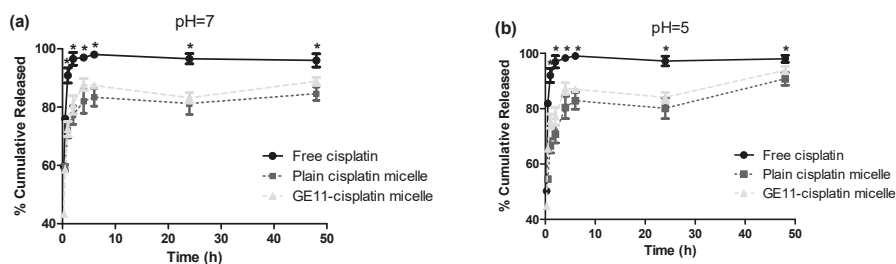 (a)
pH=7
% Cumulative Released
100
80
60
40
0
10
20
30
40
50
Time (h)
* * * * * *
Free cisplatin
Plain cisplatin micelle
GE11-cisplatin micelle
(b)
pH=5
% Cumulative Released
100
80
60
40
0
10
20
30
40
50
Time (h)
* * * * * *
Free cisplatin
Plain cisplatin micelle
GE11-cisplatin micelle